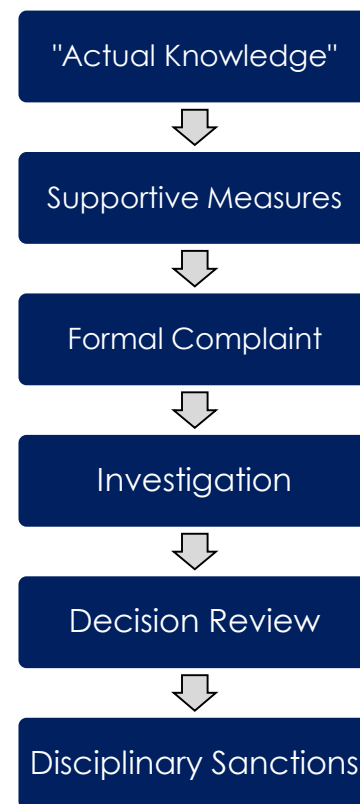 "Actual Knowledge"
Supportive Measures
Formal Complaint
Investigation
Decision Review
Disciplinary Sanctions